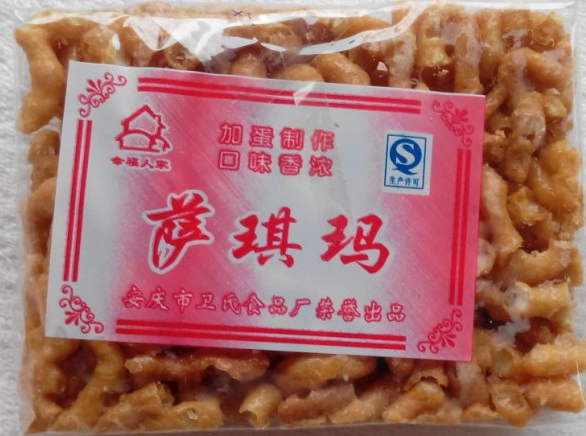 加蛋制作
口味香浓
幸福人家
生产许可
萨琪玛
安庆市卫氏食品厂荣誉出品